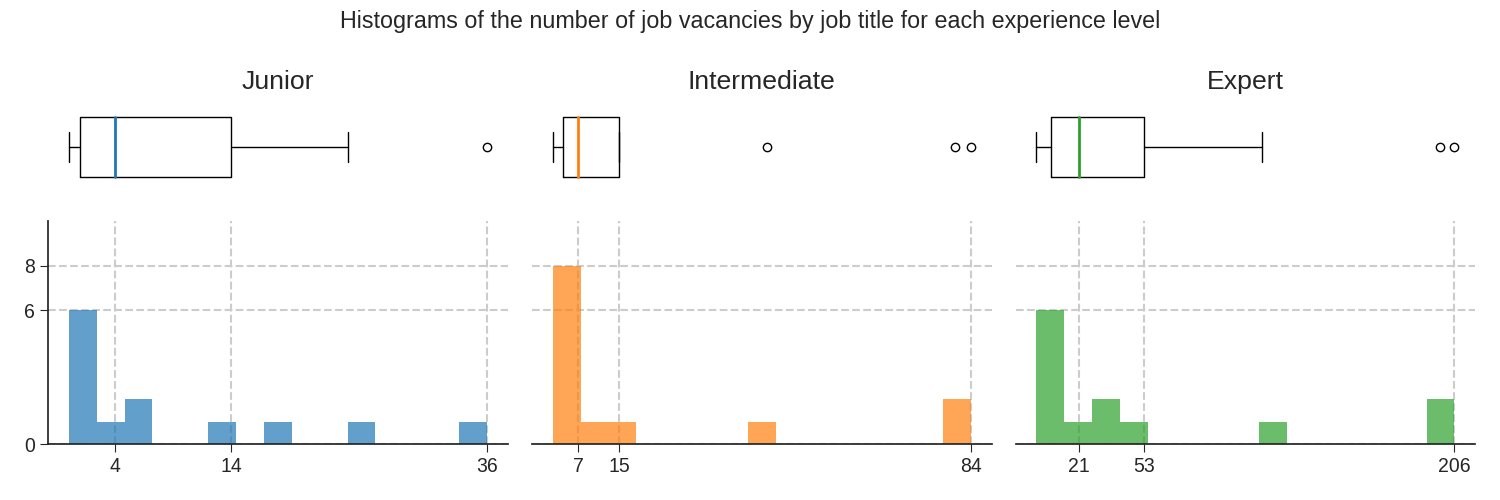 Histograms of the number of job vacancies by job title for each experience level
Junior
Intermediate
Expert
8
6
0
4 14 36
7 15 84
21 53 206